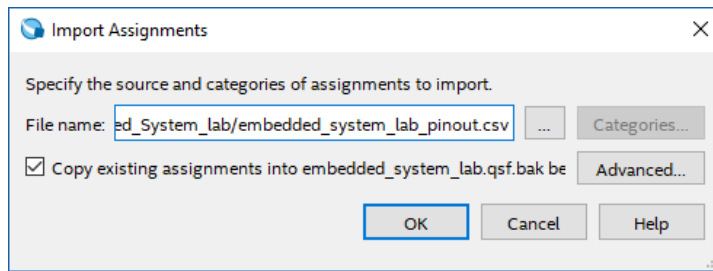 Import Assignments
Specify the source and categories of assignments to import.
File name: ed_System_lab/embedded_system_lab_pinout.csv ... Categories...
Copy existing assignments into embedded_system_lab.qsf.bak be Advanced...
OK Cancel Help